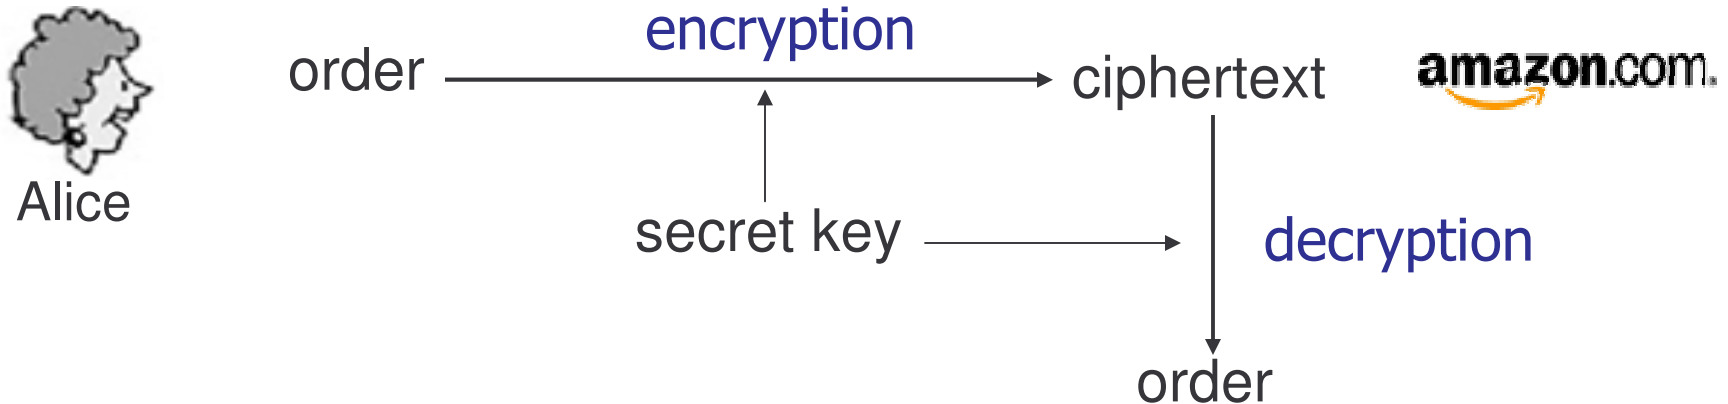 encryption
order
ciphertext
amazon.com.
Alice
secret key
decryption
order